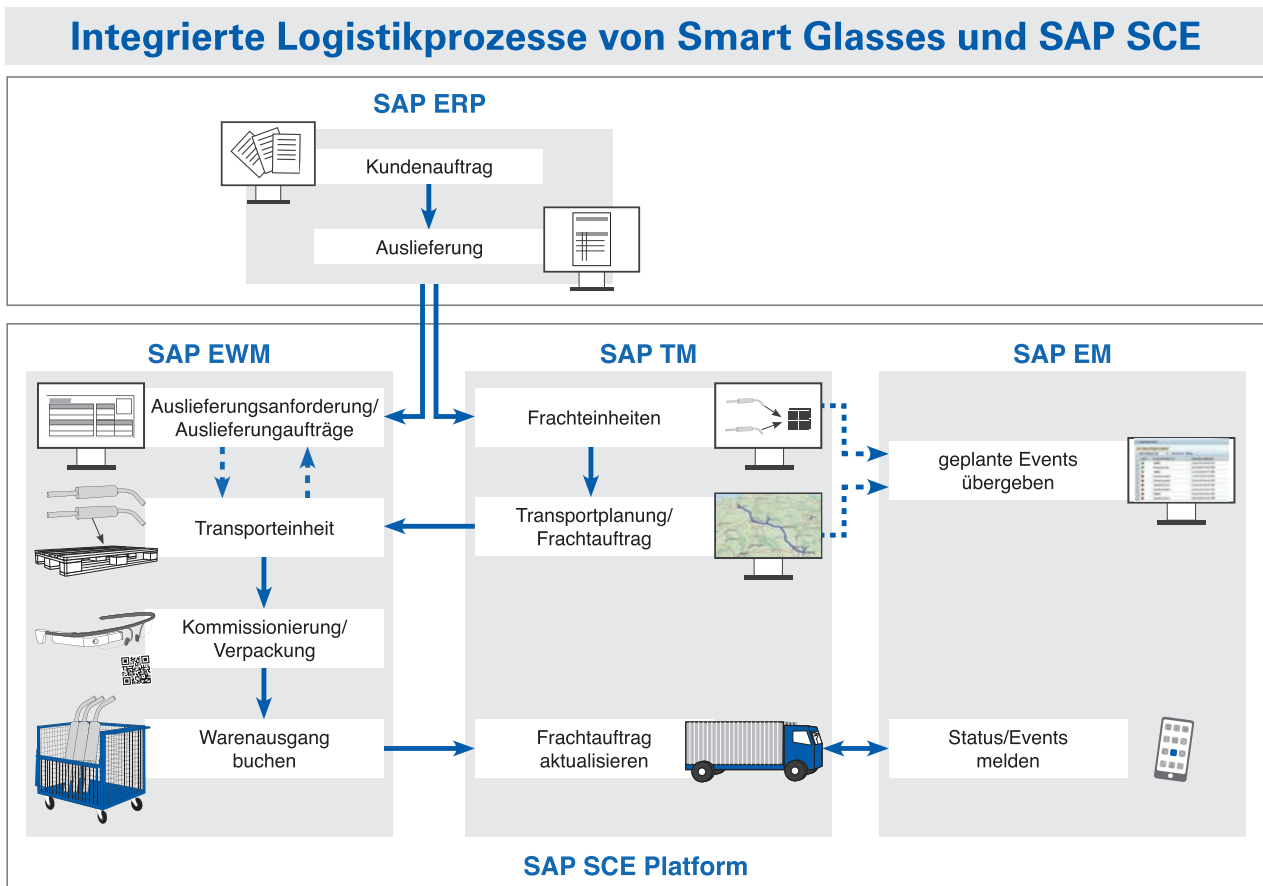 Integrierte Logistikprozesse von Smart Glasses und SAP SCE
SAP ERP
Kundenauftrag
Auslieferung
SAP EWM
Auslieferungsanforderung/
Auslieferungaufträge
Transporteinheit
Kommissionierung/
Verpackung
Warenausgang
buchen
SAP TM
Frachteinheiten
Transportplanung/
Frachtauftrag
Frachtauftrag
aktualisieren
SAP EM
geplante Events
übergeben
Status/Events
melden
SAP SCE Platform